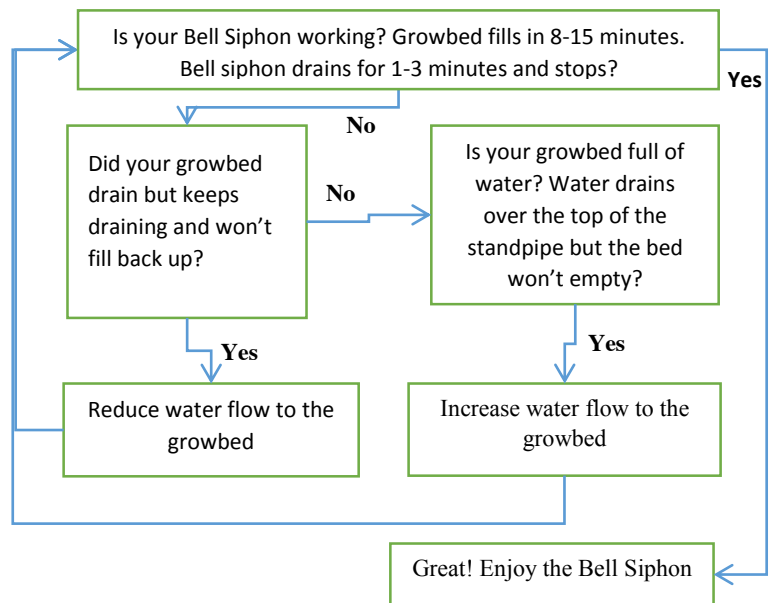 Is your Bell Siphon working? Growbed fills in 8-15 minutes.
Bell siphon drains for 1-3 minutes and stops?
Yes
No
Did your growbed
drain but keeps
draining and won’t
fill back up?
No
Is your growbed full of
water? Water drains
over the top of the
standpipe but the bed
won’t empty?
Yes
Reduce water flow to the
growbed
Yes
Increase water flow to the
growbed
Great! Enjoy the Bell Siphon